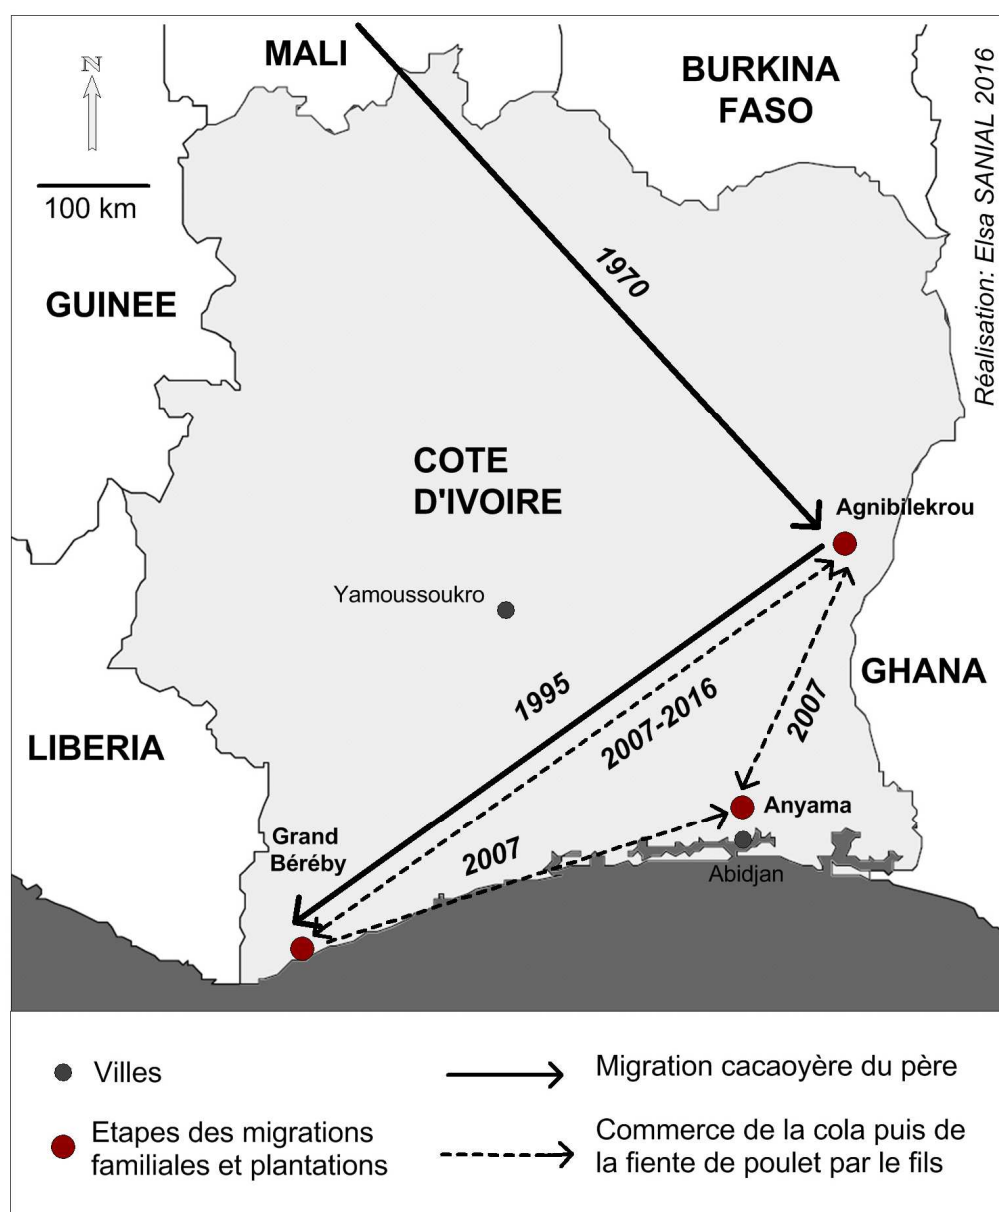 MALI
BURKINA
FASO
N
100 km
Réalisation: Elsa SANIAL 2016
1970
GUINEE
COTE
D'IVOIRE
Agnibilekrou
Yamoussoukro
GHANA
1995
2007-2016
2007
LIBERIA
Anyama
Grand
Béréby
2007
Abidjan
Villes
Migration cacaoyère du père
Etapes des migrations
familiales et plantations
Commerce de la cola puis de
la fiente de poulet par le fils